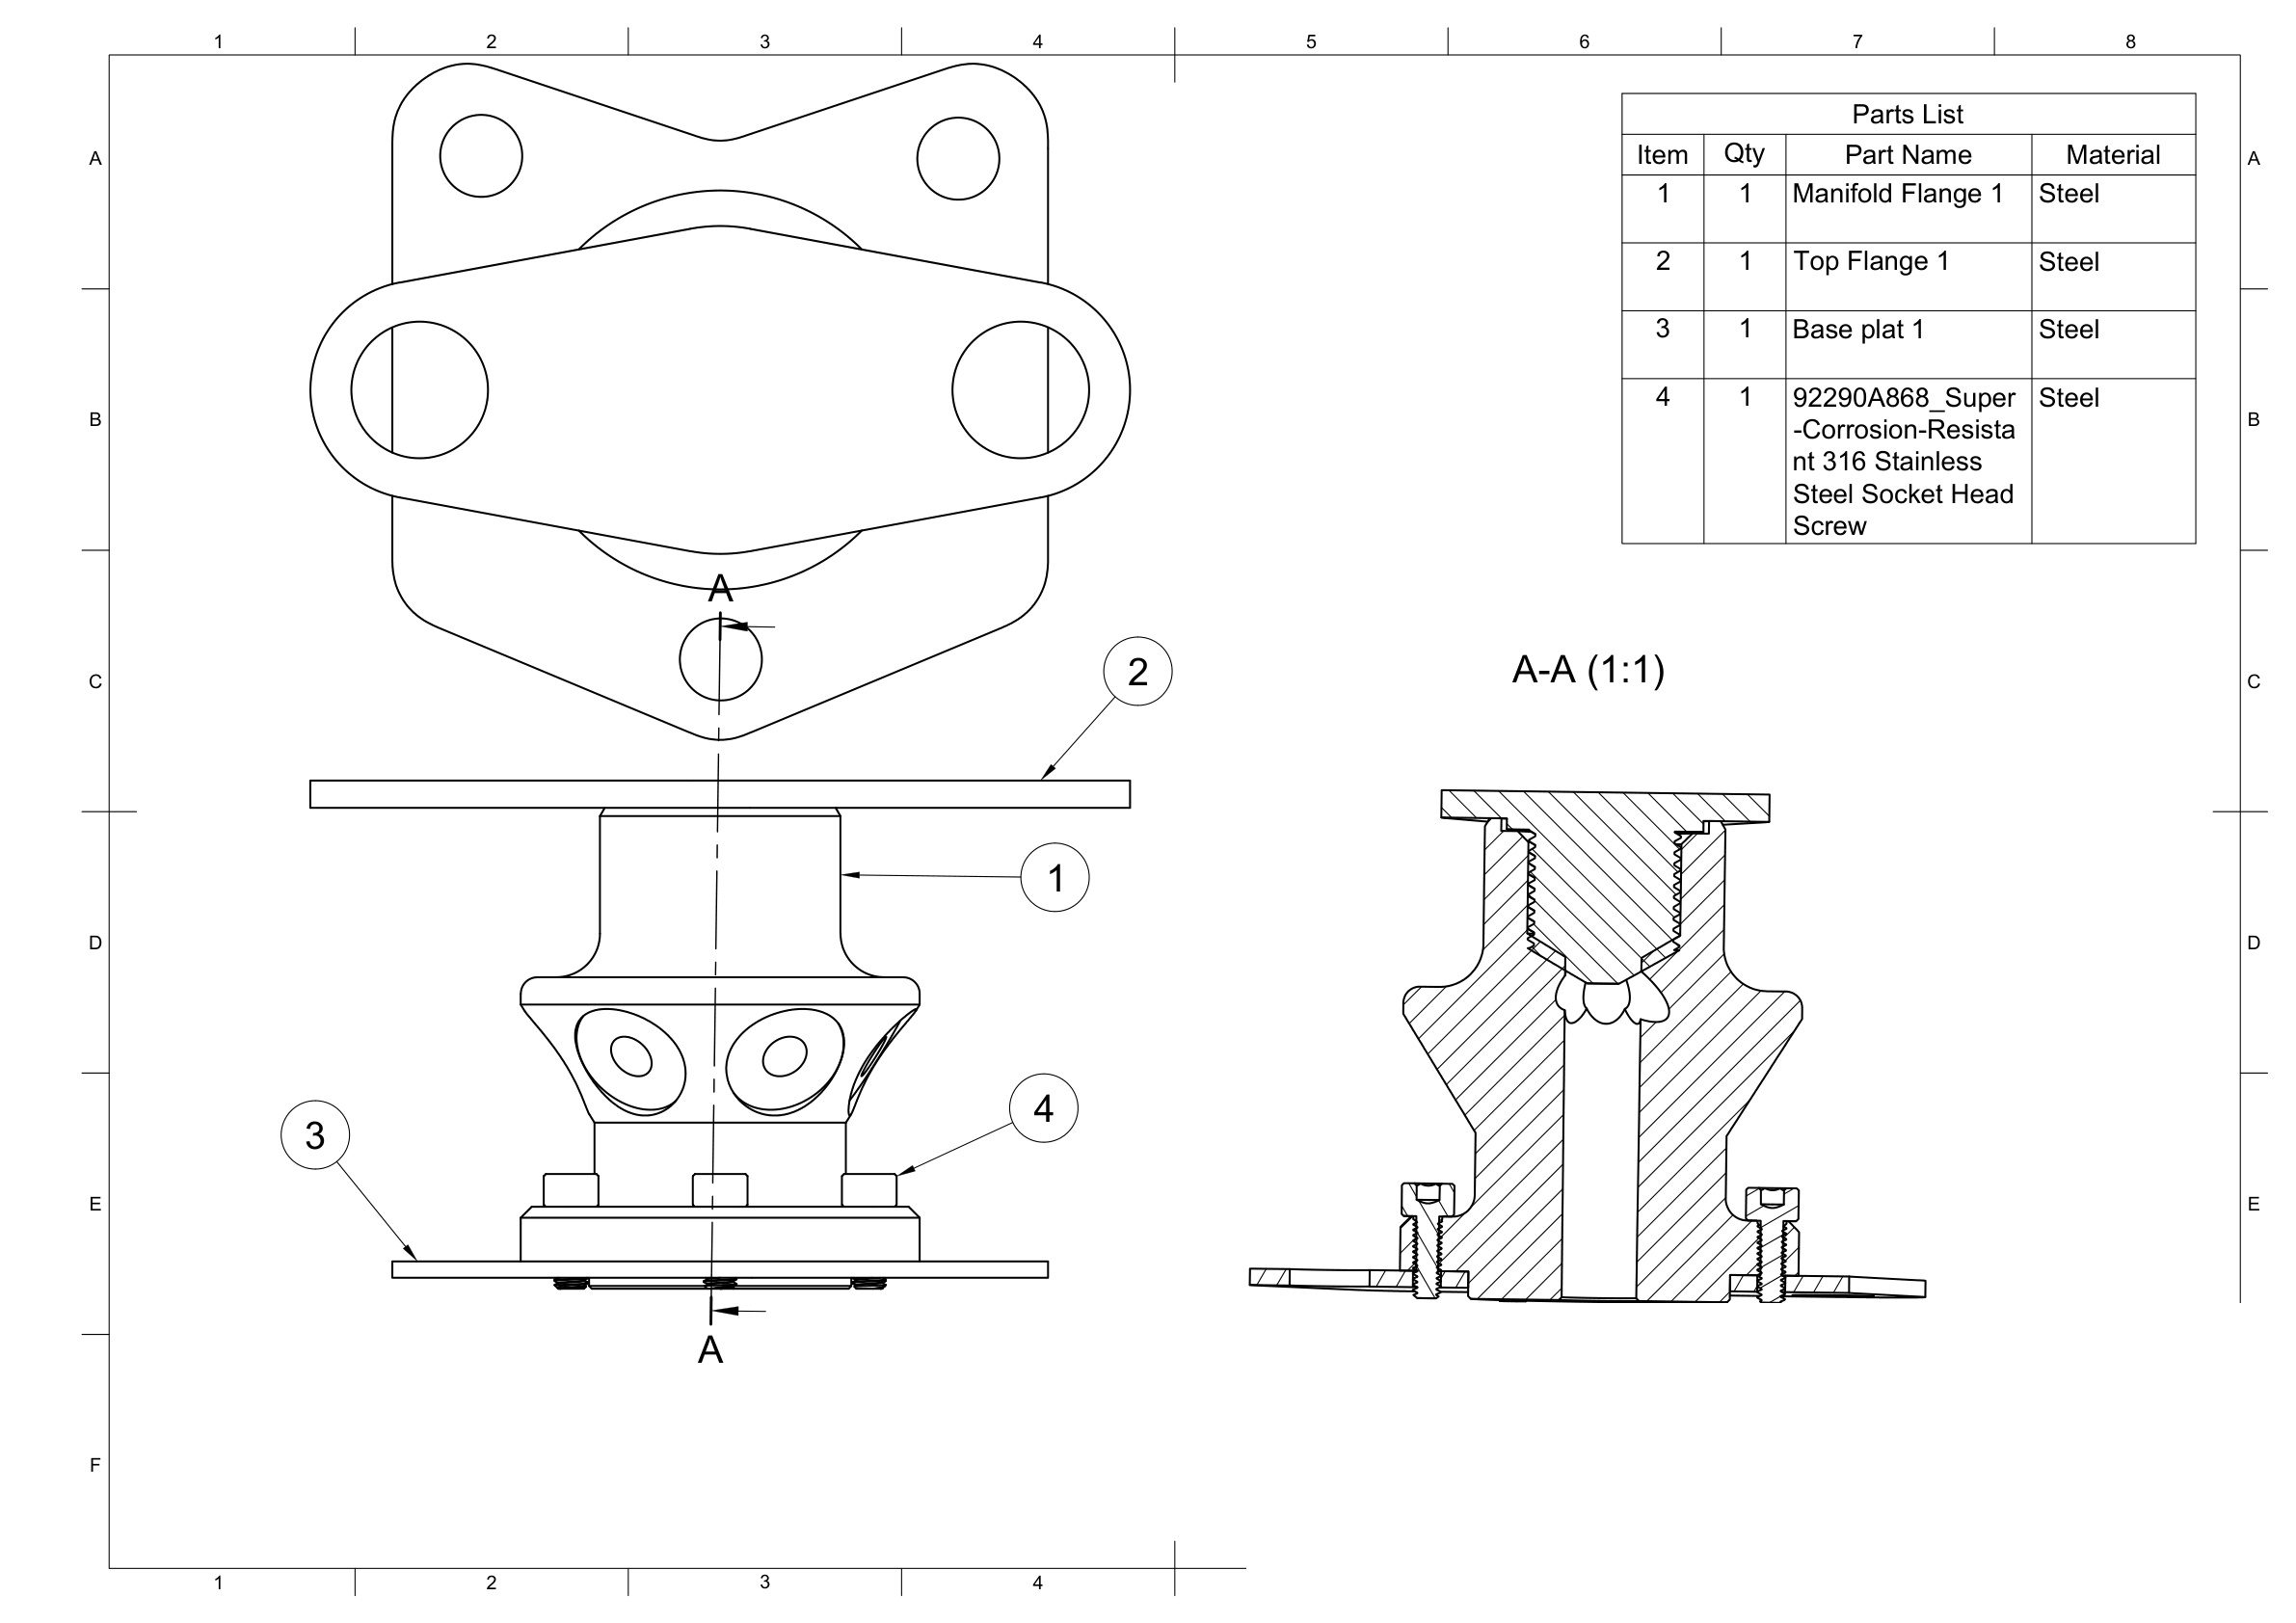 1 2 3 4 5 6 7 8
A A
B B
C C
D D
E E
F
1 2 3 4
Parts List
Item Qty Part Name Material
1 1 Manifold Flange 1 Steel
2 1 Top Flange 1 Steel
3 1 Base plat 1 Steel
4 1 92290A868_Super Steel
-Corrosion-Resista
nt 316 Stainless
Steel Socket Head
Screw
A
2
A-A (1:1)
1
4
3
A